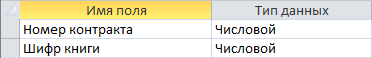 Имя поля Тип данных
Номер контракта Числовой
Шифр книги Числовой